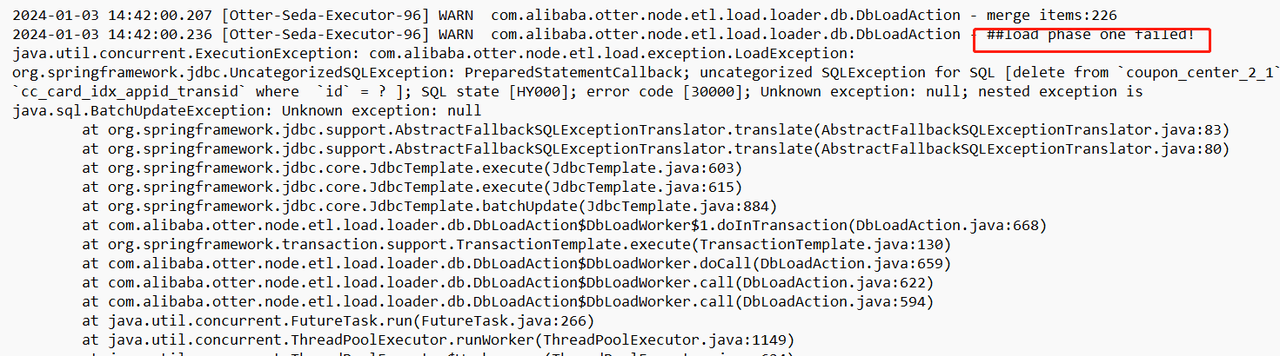 2024-01-03 14:42:00.207 [Otter-Seda-Executor-96] WARN  com.alibaba.otter.node.etl.load.loader.db.DbLoadAction - merge items:226
2024-01-03 14:42:00.236 [Otter-Seda-Executor-96] WARN  com.alibaba.otter.node.etl.load.loader.db.DbLoadAction - ##load phase one failed!
java.util.concurrent.ExecutionException: com.alibaba.otter.node.etl.load.exception.LoadException:
org.springframework.jdbc.UncategorizedSQLException: PreparedStatementCallback; uncategorized SQLException for SQL [delete from `coupon_center_2_1`
`cc_card_idx_appid_transid` where  `id` = ? ]; SQL state [HY000]; error code [30000]; Unknown exception: null; nested exception is
java.sql.BatchUpdateException: Unknown exception: null
at org.springframework.jdbc.support.AbstractFallbackSQLExceptionTranslator.translate(AbstractFallbackSQLExceptionTranslator.java:83)
at org.springframework.jdbc.support.AbstractFallbackSQLExceptionTranslator.translate(AbstractFallbackSQLExceptionTranslator.java:80)
at org.springframework.jdbc.core.JdbcTemplate.execute(JdbcTemplate.java:603)
at org.springframework.jdbc.core.JdbcTemplate.execute(JdbcTemplate.java:615)
at org.springframework.jdbc.core.JdbcTemplate.batchUpdate(JdbcTemplate.java:884)
at com.alibaba.otter.node.etl.load.loader.db.DbLoadAction$DbLoadWorker$1.doInTransaction(DbLoadAction.java:668)
at org.springframework.transaction.support.TransactionTemplate.execute(TransactionTemplate.java:130)
at com.alibaba.otter.node.etl.load.loader.db.DbLoadAction$DbLoadWorker.doCall(DbLoadAction.java:659)
at com.alibaba.otter.node.etl.load.loader.db.DbLoadAction$DbLoadWorker.call(DbLoadAction.java:622)
at com.alibaba.otter.node.etl.load.loader.db.DbLoadAction$DbLoadWorker.call(DbLoadAction.java:594)
at java.util.concurrent.FutureTask.run(FutureTask.java:266)
at java.util.concurrent.ThreadPoolExecutor.runWorker(ThreadPoolExecutor.java:1149)